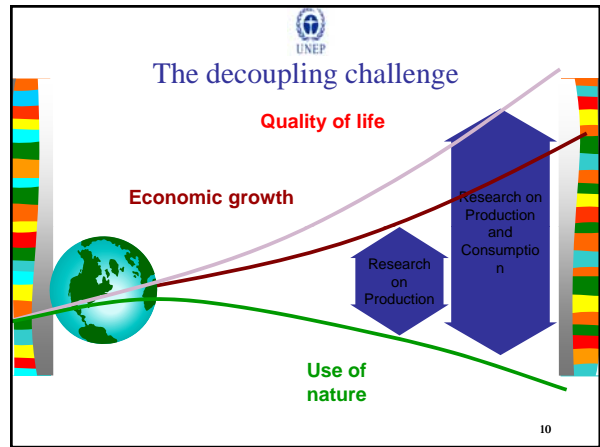 UNEP
The decoupling challenge
Quality of life
Economic growth
Research on
Production
and
Consumptio
n
Research
on
Production
Use of
nature
10